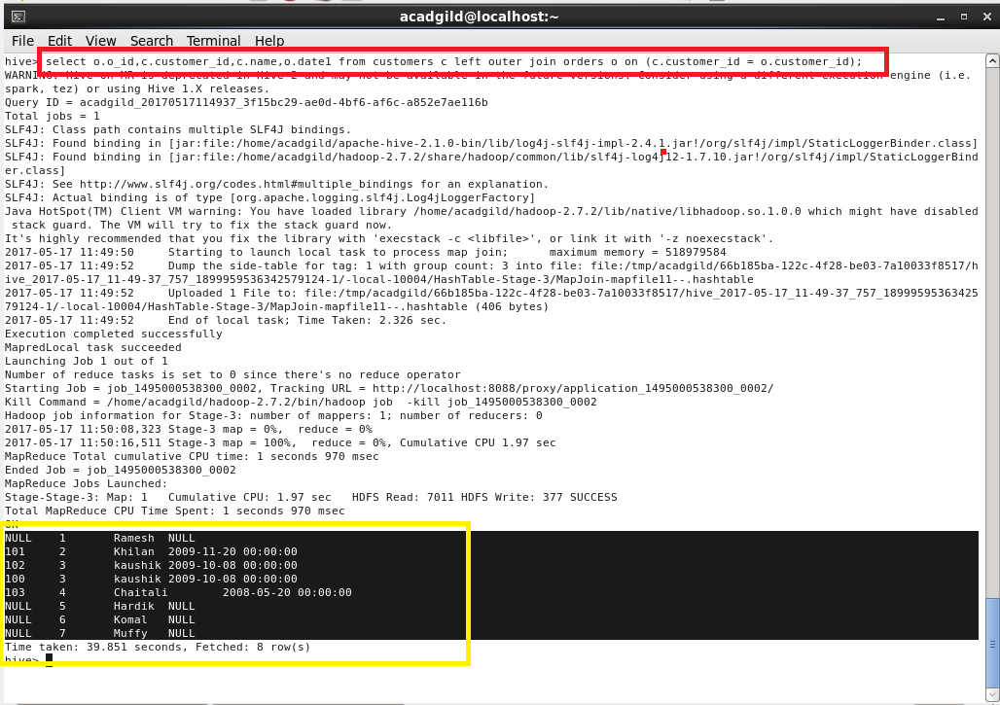 acadgild@localhost:~
File Edit View Search Terminal Help
hive> select o.o_id,c.customer_id,c.name,o.date1 from customers c left outer join orders o on (c.customer_id = o.customer_id);
WARNING: Hive-on-MR is deprecated in Hive 2 and may not be available in the future versions. Consider using a different execution engine (i.e.
spark, tez) or using Hive 1.X releases.
Query ID = acadgild_20170517114937_3f15bc29-ae0d-4bf6-af6c-a852e7ae116b
Total jobs = 1
SLF4J: Class path contains multiple SLF4J bindings.
SLF4J: Found binding in [jar:file:/home/acadgild/apache-hive-2.1.0-bin/lib/log4j-slf4j-impl-2.4.1.jar!/org/slf4j/impl/StaticLoggerBinder.class]
SLF4J: Found binding in [jar:file:/home/acadgild/hadoop-2.7.2/share/hadoop/common/lib/slf4j-log4j12-1.7.10.jar!/org/slf4j/impl/StaticLoggerBind
er.class]
SLF4J: See http://www.slf4j.org/codes.html#multiple_bindings for an explanation.
SLF4J: Actual binding is of type [org.apache.logging.slf4j.Log4jLoggerFactory]
Java HotSpot(TM) Client VM warning: You have loaded library /home/acadgild/hadoop-2.7.2/lib/native/libhadoop.so.1.0.0 which might have disabled
stack guard. The VM will try to fix the stack guard now.
It's highly recommended that you fix the library with 'execstack -c <libfile>', or link it with '-z noexecstack'.
2017-05-17 11:49:50 Starting to launch local task to process map join; maximum memory = 518979584
2017-05-17 11:49:52 Dump the side-table for tag: 1 with group count: 3 into file: file:/tmp/acadgild/66b185ba-122c-4f28-be03-7a10033f8517/h
ive_2017-05-17_11-49-37_757_1899959536342579124-1/-local-10004/HashTable-Stage-3/MapJoin-mapfile11--.hashtable
2017-05-17 11:49:52 Uploaded 1 File to: file:/tmp/acadgild/66b185ba-122c-4f28-be03-7a10033f8517/hive_2017-05-17_11-49-37_757_18999595363425
79124-1/-local-10004/HashTable-Stage-3/MapJoin-mapfile11--.hashtable (406 bytes)
2017-05-17 11:49:52 End of local task; Time Taken: 2.326 sec.
Execution completed successfully
MapredLocal task succeeded
Launching Job 1 out of 1
Number of reduce tasks is set to 0 since there's no reduce operator
Starting Job = job_1495000538300_0002, Tracking URL = http://localhost:8088/proxy/application_1495000538300_0002/
Kill Command = /home/acadgild/hadoop-2.7.2/bin/hadoop job -kill job_1495000538300_0002
Hadoop job information for Stage-3: number of mappers: 1; number of reducers: 0
2017-05-17 11:50:08,323 Stage-3 map = 0%, reduce = 0%
2017-05-17 11:50:16,511 Stage-3 map = 100%, reduce = 0%, Cumulative CPU 1.97 sec
MapReduce Total cumulative CPU time: 1 seconds 970 msec
Ended Job = job_1495000538300_0002
MapReduce Jobs Launched:
Stage-Stage-3: Map: 1 Cumulative CPU: 1.97 sec HDFS Read: 7011 HDFS Write: 377 SUCCESS
Total MapReduce CPU Time Spent: 1 seconds 970 msec
OK
NULL 1 Ramesh NULL
101 2 Khilan 2009-11-20 00:00:00
102 3 kaushik 2009-10-08 00:00:00
100 3 kaushik 2009-10-08 00:00:00
103 4 Chaitali 2008-05-20 00:00:00
NULL 5 Hardik NULL
NULL 6 Komal NULL
NULL 7 Muffy NULL
Time taken: 39.851 seconds, Fetched: 8 row(s)
hive>